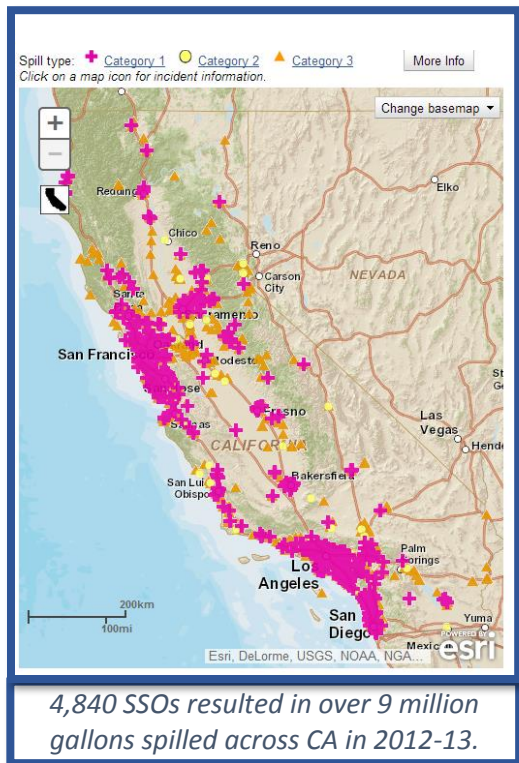 Spill type: Category 1 Category 2 Category 3 More Info
Click on a map icon for incident information.
Change basemap
+
−
Elko
Redding
Chico
Reno
Carson
City
NEVADA
Santa
San Francisco
Modesto
Fresno
Las
Vegas
CALIFORNIA
Bakersfield
San Luis
Obispo
Palm
Springs
Los
Angeles
200km
100mi
San
Diego
Yuma
POWERED BY
esri
Esri, DeLorme, USGS, NOAA, NGA...
4,840 SSOs resulted in over 9 million
gallons spilled across CA in 2012-13.